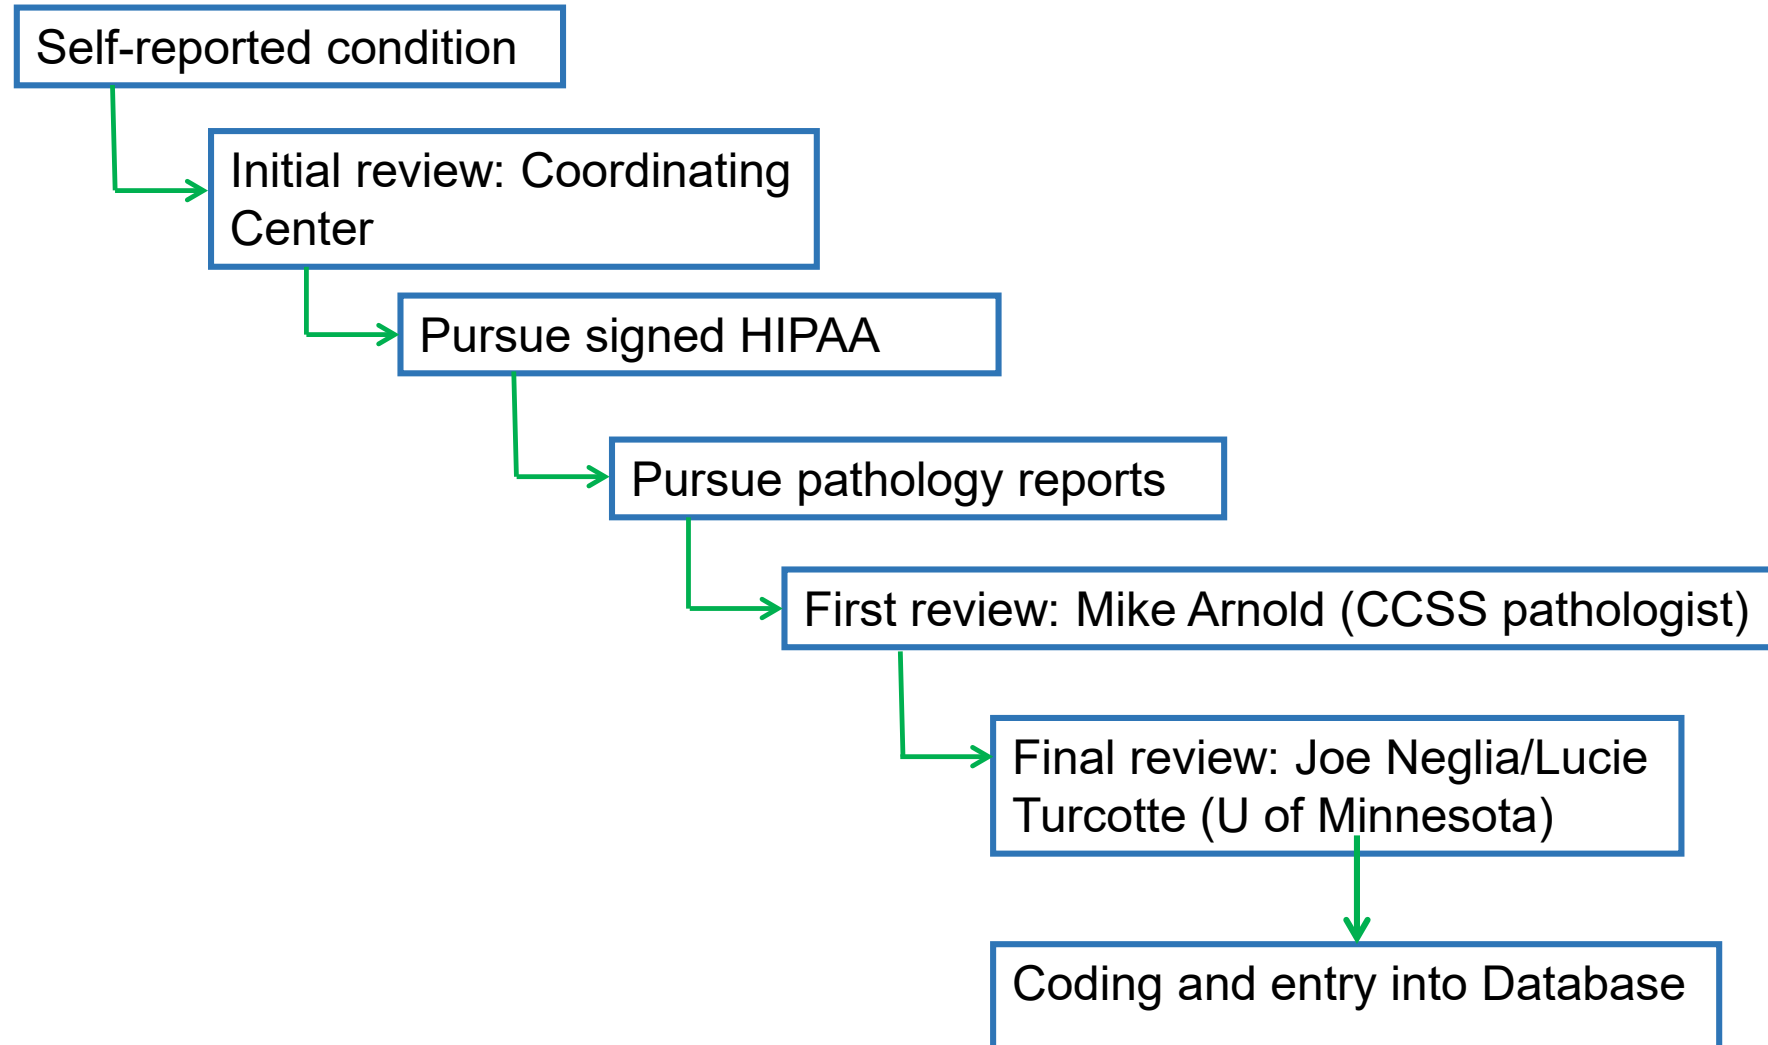 Self-reported condition
Initial review: Coordinating
Center
Pursue signed HIPAA
Pursue pathology reports
First review: Mike Arnold (CCSS pathologist)
Final review: Joe Neglia/Lucie
Turcotte (U of Minnesota)
Coding and entry into Database